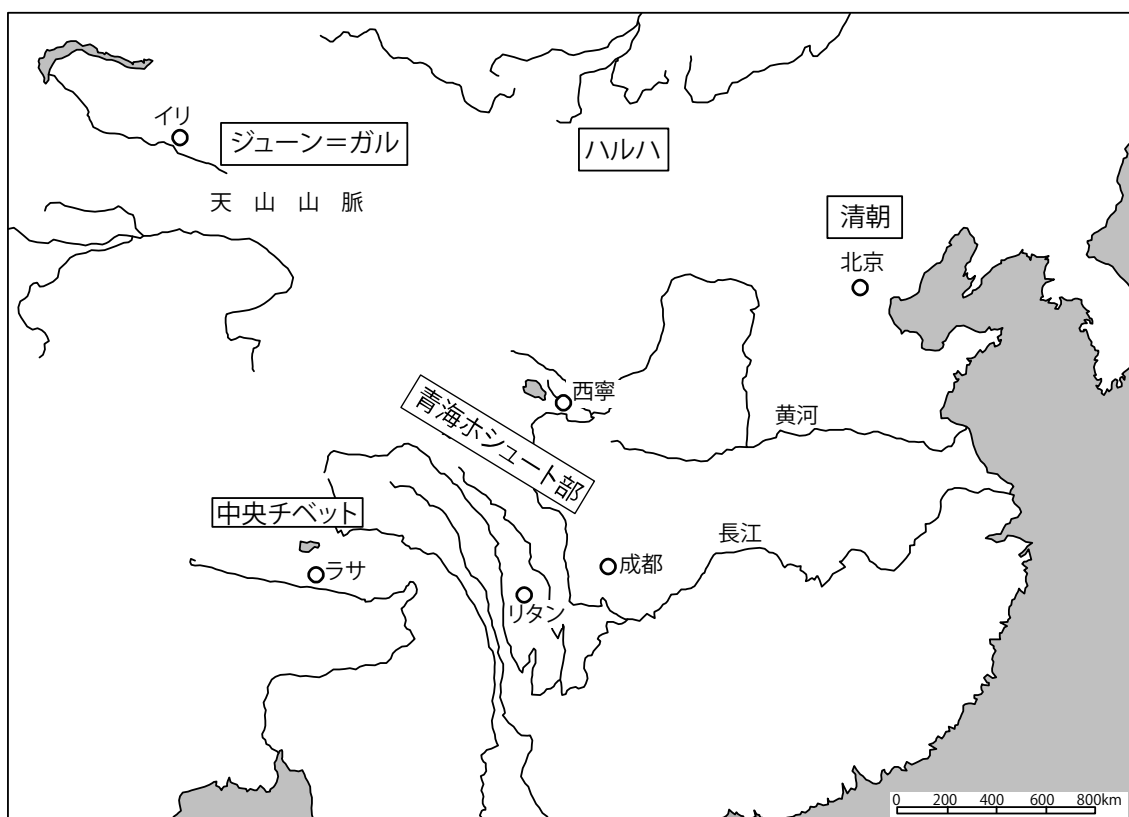 イリ
ジューン＝ガル
ハルハ
天山山脈
清朝
北京
西寧
青海ホシュート部
黄河
中央チベット
長江
ラサ
成都
リタン
0 200 400 600 800km